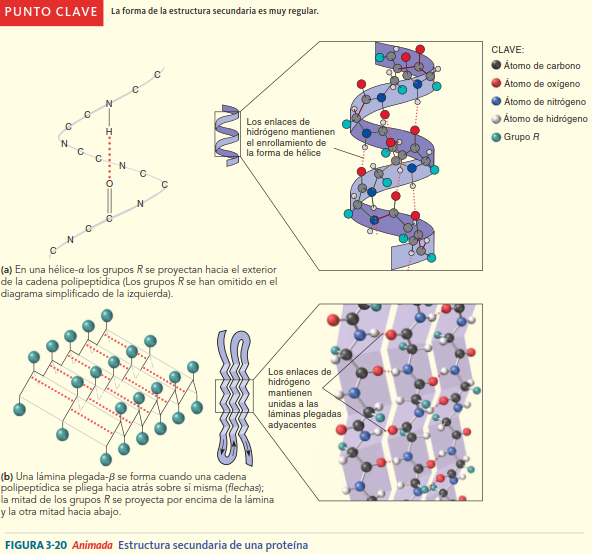 PUNTO CLAVE
La forma de la estructura secundaria es muy regular.
C
C
N
C
C
H
N
C
C
N
C
C
O
C
N
C
C
N
C
Los enlaces de
hidrógeno mantienen
el enrollamiento de
la forma de hélice
CLAVE:
Átomo de carbono
Átomo de oxígeno
Átomo de nitrógeno
Átomo de hidrógeno
Grupo R
(a) En una hélice-α los grupos R se proyectan hacia el exterior
de la cadena polipeptídica (Los grupos R se han omitido en el
diagrama simplificado de la izquierda).
Los enlaces de
hidrógeno
mantienen
unidas a las
láminas plegadas
adyacentes
(b) Una lámina plegada-β se forma cuando una cadena
polipeptídica se pliega hacia atrás sobre sí misma (flechas);
la mitad de los grupos R se proyecta por encima de la lámina
y la otra mitad hacia abajo.
FIGURA 3-20 Animada Estructura secundaria de una proteína